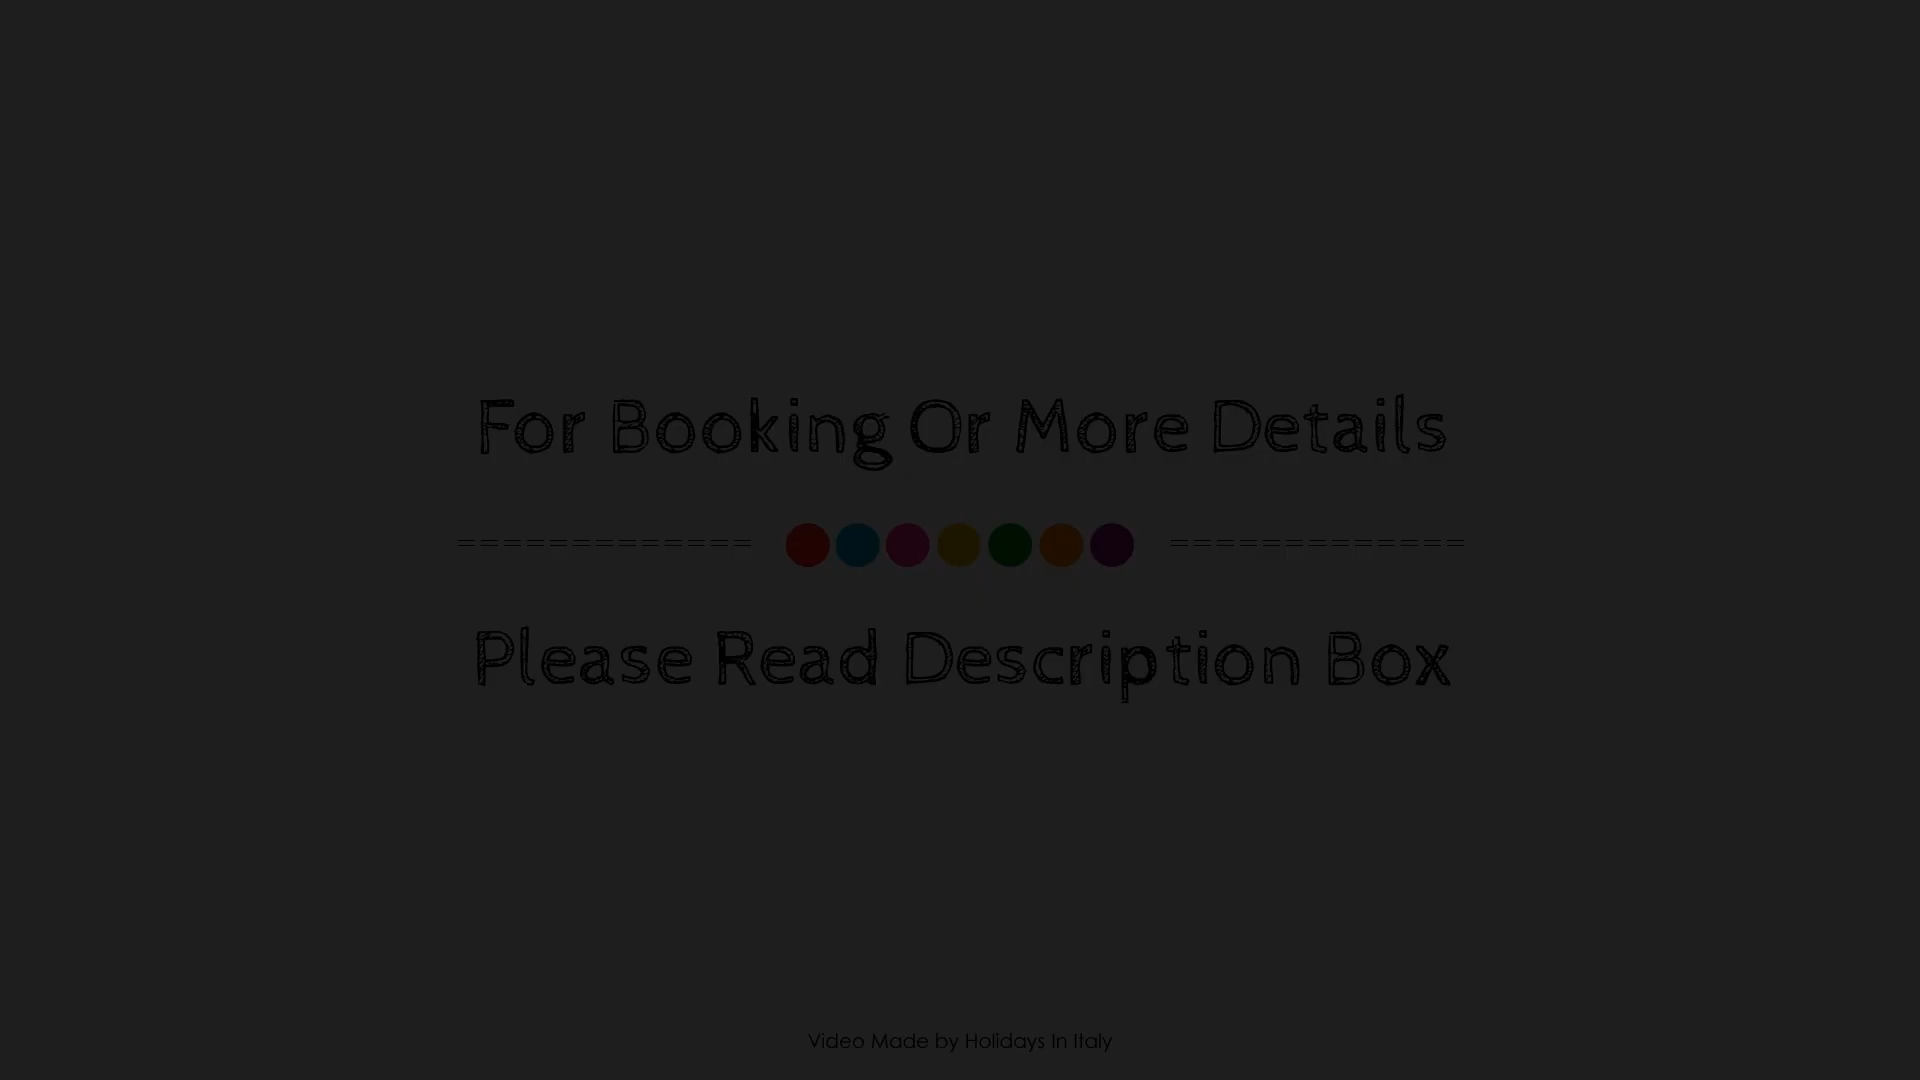 For Booking Or More Details
============= =============
Please Read Description Box
Video Made by Holidays In Italy